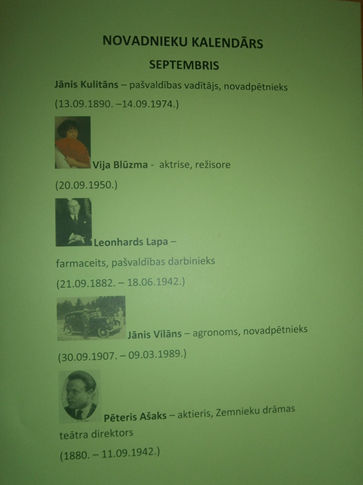 NOVADNIEKU KALENDĀRS
SEPTEMBRIS
Jānis Kulitāns – pašvaldības vadītājs, novadpētnieks
(13.09.1890. –14.09.1974.)
Vija Blūzma - aktrise, režisore
(20.09.1950.)
Leonhards Lapa –
farmaceits, pašvaldības darbinieks
(21.09.1882. – 18.06.1942.)
Jānis Vilāns – agronoms, novadpētnieks
(30.09.1907. – 09.03.1989.)
Pēteris Ašaks – aktieris, Zemnieku drāmas
teātra direktors
(1880. – 11.09.1942.)